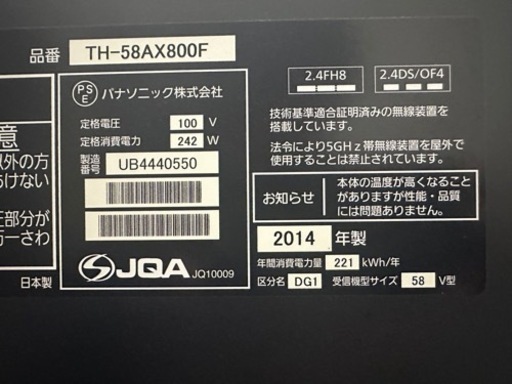 品番 TH-58AX800F
PSE パナソニック株式会社
定格電圧 100 V
定格消費電力 242 W
製造番号 UB4440550
JQA JQ10009
日本製
意
以外の方
あけない
圧部分が
万一さわ
2.4FH8 2.4DS/OF4
技術基準適合証明済みの無線装置を
搭載しています。
法令により5GHz帯無線装置を屋外で
使用することは禁止されています。
お知らせ
本体の温度が高くなること
がありますが性能・品質
には問題ありません。
2014 年製
年間消費電力量 221 kWh/年
区分名 DG1 受信機型サイズ 58 V型